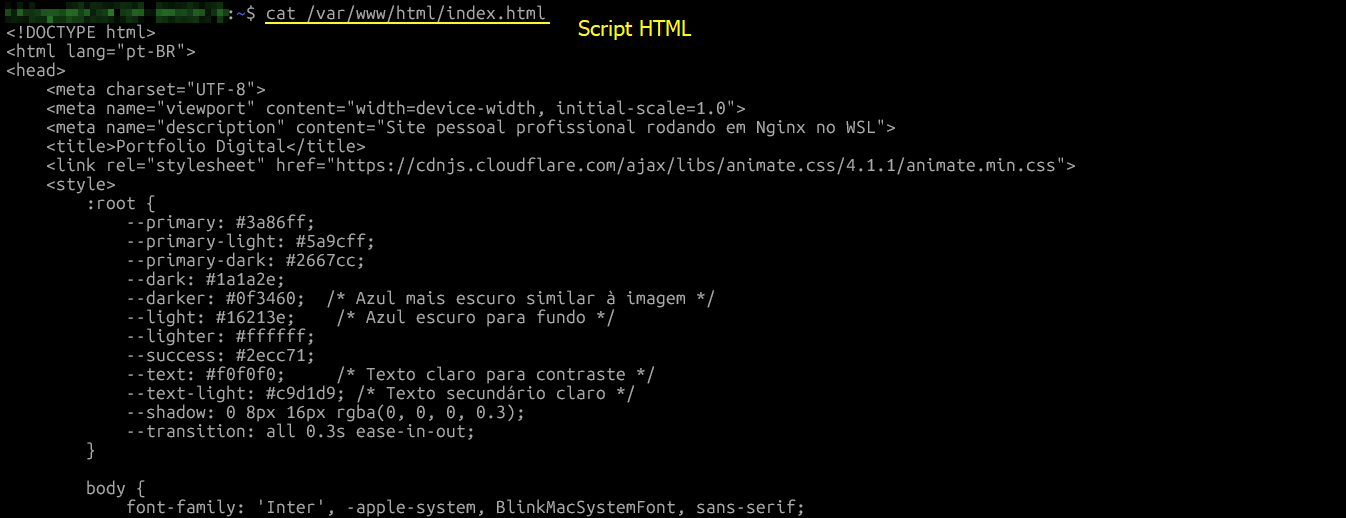 :~$ cat /var/www/html/index.html
Script HTML
<!DOCTYPE html>
<html lang="pt-BR">
<head>
    <meta charset="UTF-8">
    <meta name="viewport" content="width=device-width, initial-scale=1.0">
    <meta name="description" content="Site pessoal profissional rodando em Nginx no WSL">
    <title>Portfolio Digital</title>
    <link rel="stylesheet" href="https://cdnjs.cloudflare.com/ajax/libs/animate.css/4.1.1/animate.min.css">
    <style>
        :root {
            --primary: #3a86ff;
            --primary-light: #5a9cff;
            --primary-dark: #2667cc;
            --dark: #1a1a2e;
            --darker: #0f3460;  /* Azul mais escuro similar à imagem */
            --light: #16213e;    /* Azul escuro para fundo */
            --lighter: #ffffff;
            --success: #2ecc71;
            --text: #f0f0f0;     /* Texto claro para contraste */
            --text-light: #c9d1d9; /* Texto secundário claro */
            --shadow: 0 8px 16px rgba(0, 0, 0, 0.3);
            --transition: all 0.3s ease-in-out;
        }

        body {
            font-family: 'Inter', -apple-system, BlinkMacSystemFont, sans-serif;